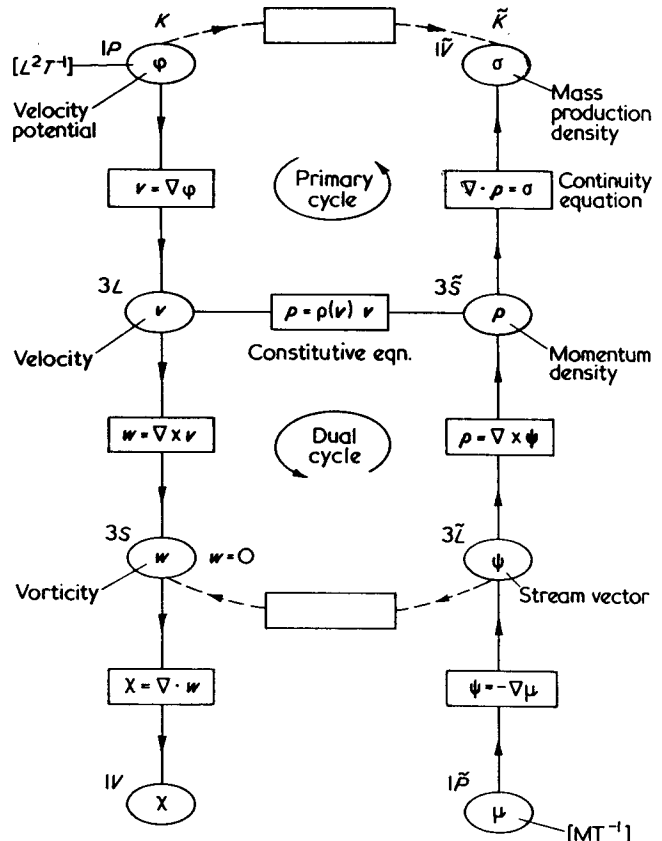 K
K̃
1P
1Ṽ
[L²T⁻¹]
φ
σ
Velocity
potential
Mass
production
density
v = ∇φ
Primary
cycle
∇ · p = σ
Continuity
equation
3L
3S̃
v
p = ρ(v) v
p
Velocity
Constitutive eqn.
Momentum
density
w = ∇ × v
Dual
cycle
p = ∇ × ψ
3S
3L̃
w
w = O
ψ
Vorticity
Stream vector
χ = ∇ · w
ψ = -∇μ
1V
1P̃
χ
μ
[MT⁻¹]